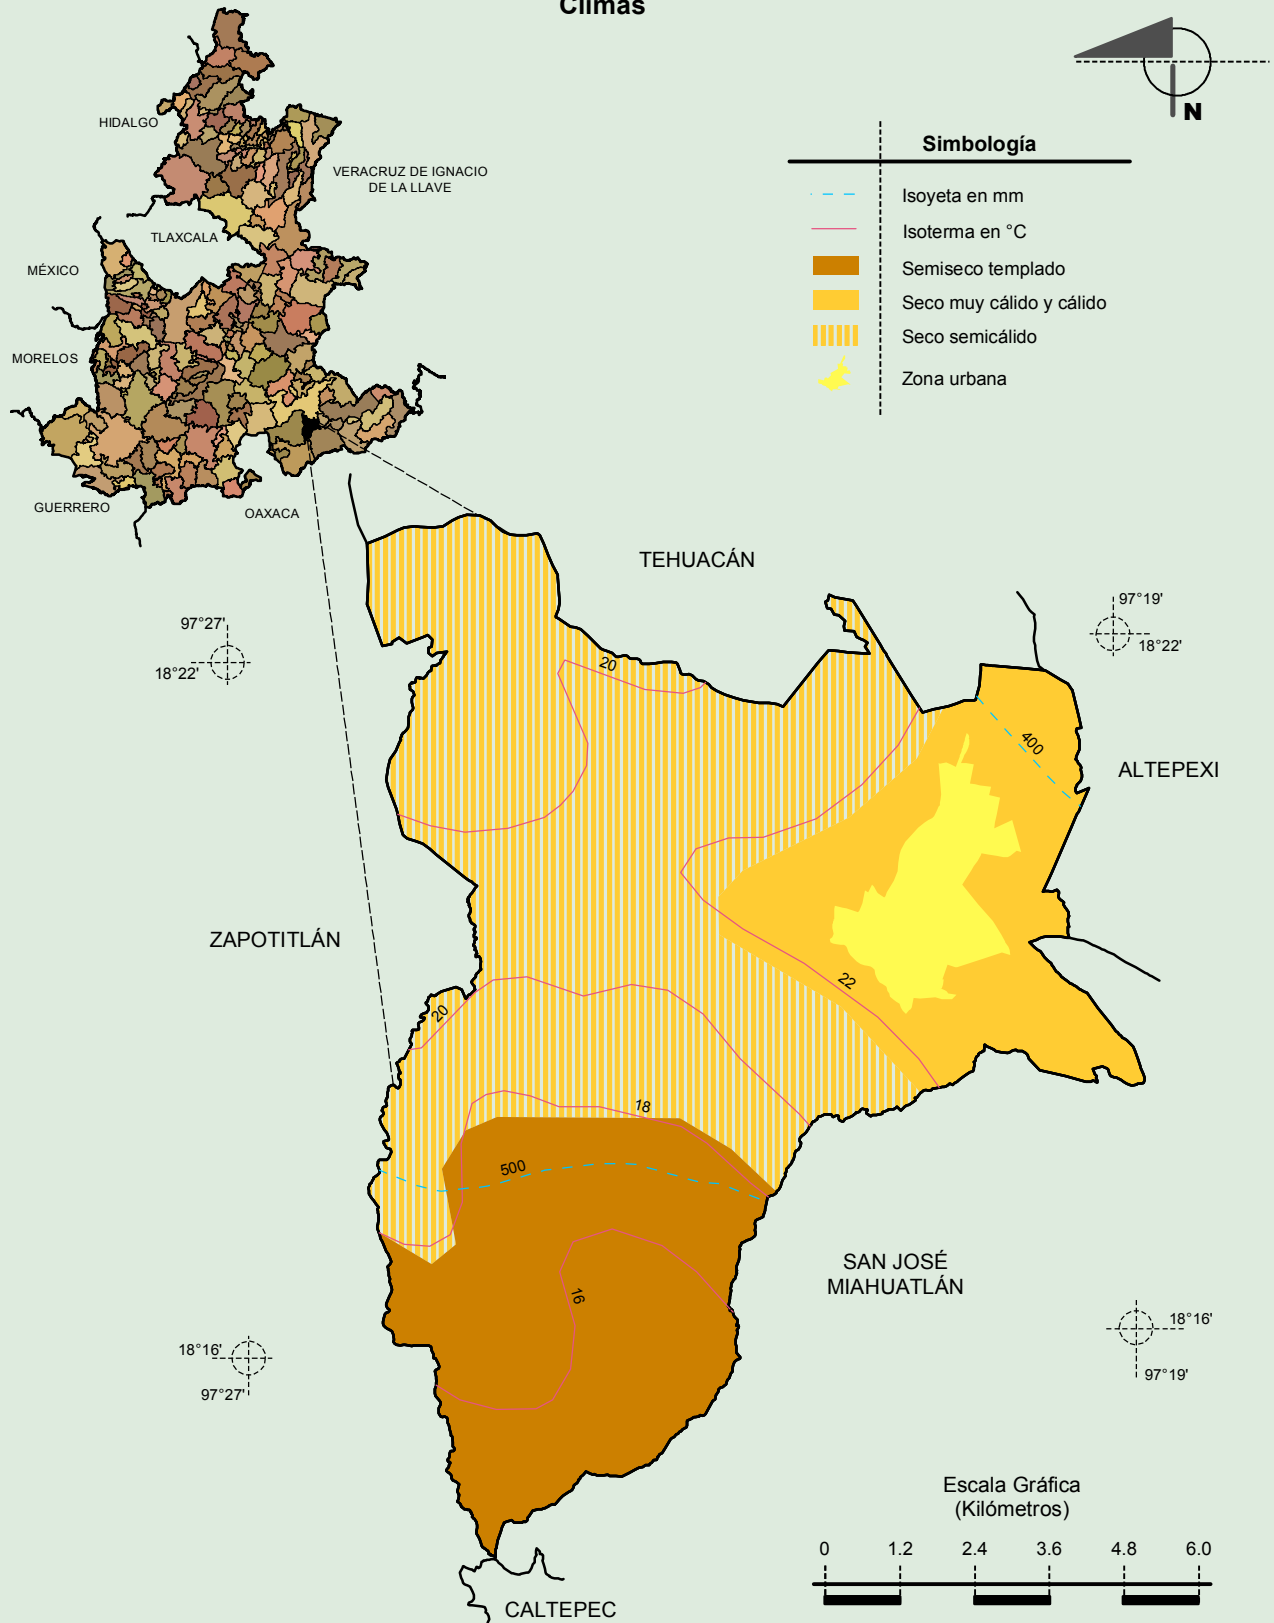 Climas
N
HIDALGO
VERACRUZ DE IGNACIO
DE LA LLAVE
TLAXCALA
MÉXICO
MORELOS
GUERRERO
OAXACA
Simbología
Isoyeta en mm
Isoterma en °C
Semiseco templado
Seco muy cálido y cálido
Seco semicálido
Zona urbana
TEHUACÁN
97°27'
18°22'
97°19'
18°22'
20
400
ALTEPEXI
ZAPOTITLÁN
22
20
18
500
SAN JOSÉ
MIAHUATLÁN
16
18°16'
97°27'
18°16'
97°19'
Escala Gráfica
(Kilómetros)
0 1.2 2.4 3.6 4.8 6.0
CALTEPEC